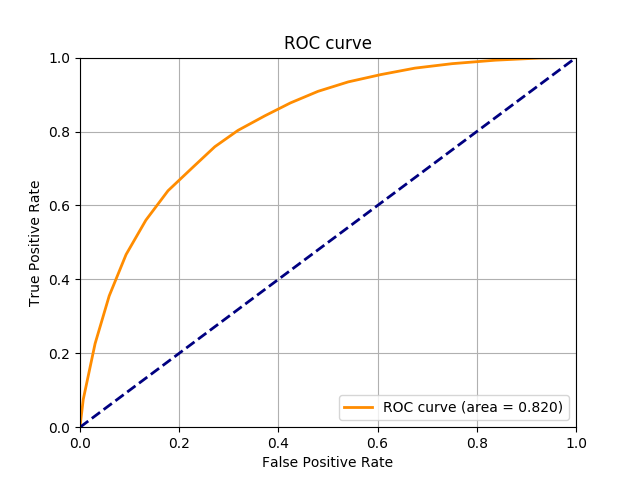 ROC curve
1.0
0.8
0.6
0.4
0.2
0.0
True Positive Rate
ROC curve (area = 0.820)
0.0 0.2 0.4 0.6 0.8 1.0
False Positive Rate